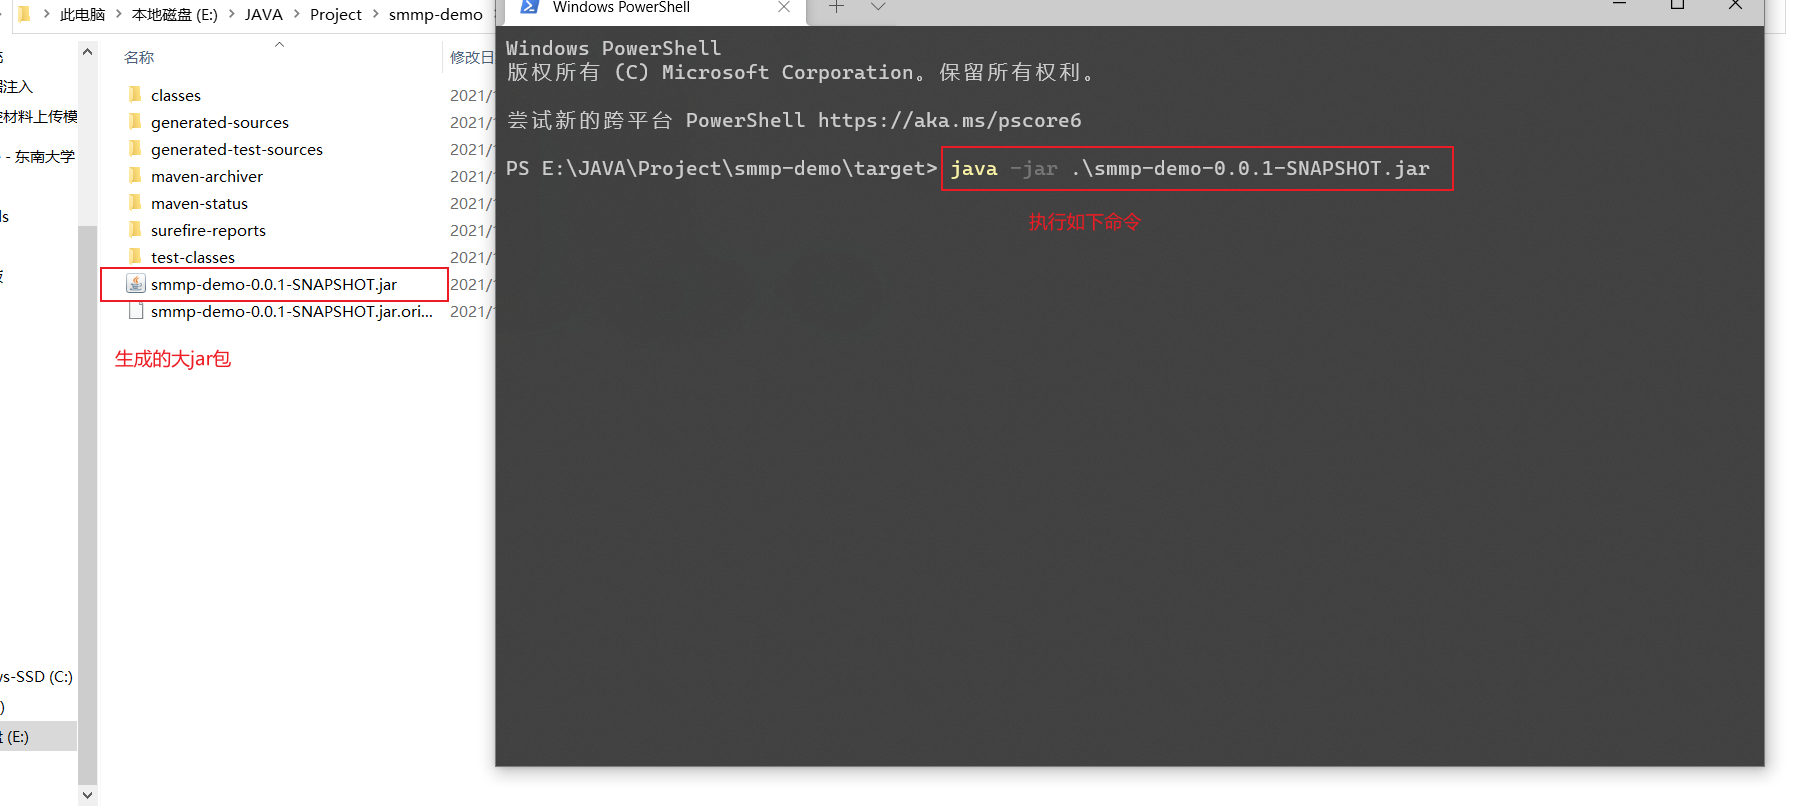 此电脑 > 本地磁盘 (E:) > JAVA > Project > smmp-demo
Windows PowerShell
名称
修改日
classes
2021/
generated-sources
2021/
generated-test-sources
2021/
maven-archiver
2021/
maven-status
2021/
surefire-reports
2021/
test-classes
2021/
smmp-demo-0.0.1-SNAPSHOT.jar
2021/
smmp-demo-0.0.1-SNAPSHOT.jar.ori...
2021/
生成的大jar包
注入
材料上传模
- 东南大学
ls
ws-SSD (C:)
)
(E:)
Windows PowerShell
版权所有 (C) Microsoft Corporation。保留所有权利。
尝试新的跨平台 PowerShell https://aka.ms/pscore6
PS E:\JAVA\Project\smmp-demo\target> java -jar .\smmp-demo-0.0.1-SNAPSHOT.jar
执行如下命令